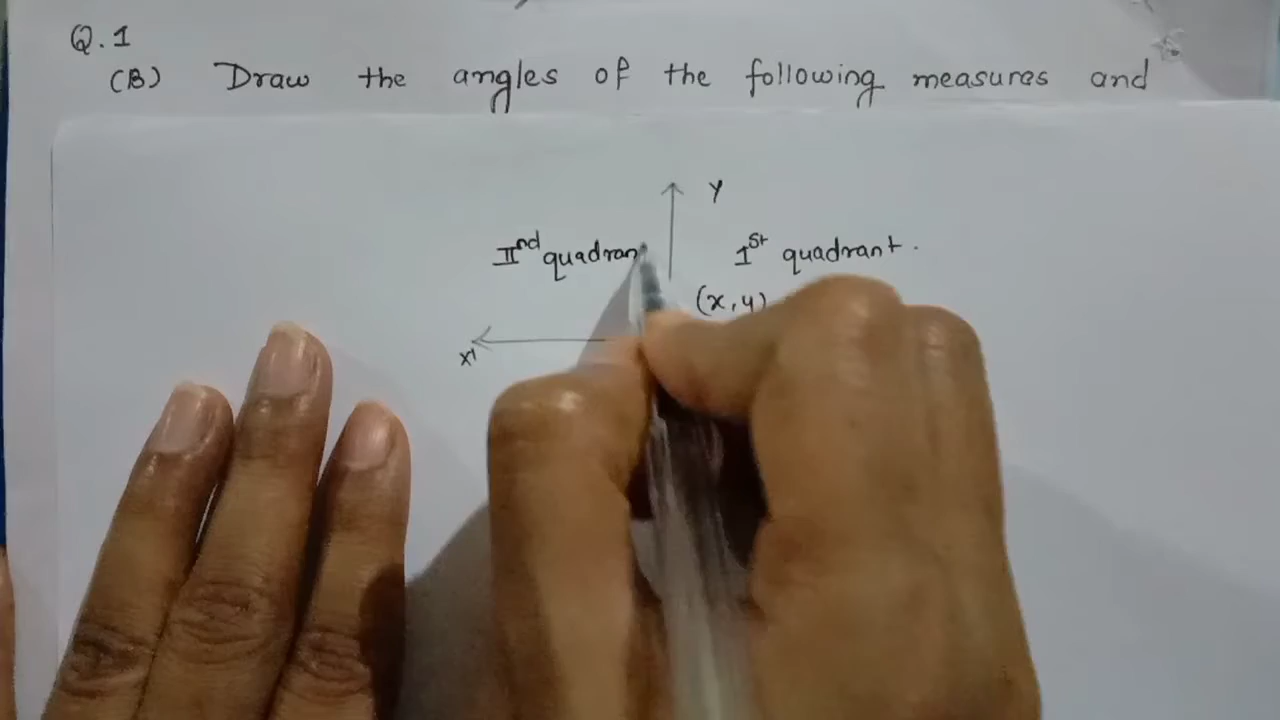 Q.1
(B) Draw the angles of the following measures and
Y
IInd quadran 1st quadrant.
(x,y)
X'